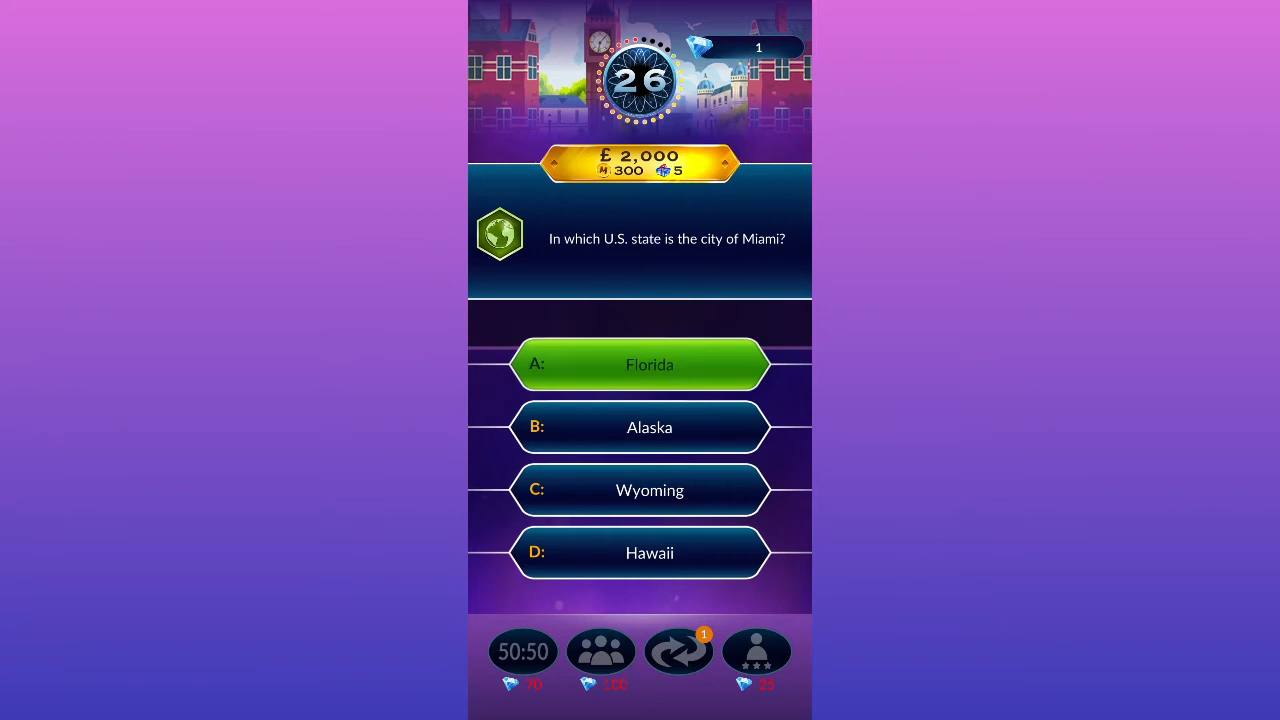 1
26
£ 2,000
M 300 5
In which U.S. state is the city of Miami?
A: Florida
B: Alaska
C: Wyoming
D: Hawaii
50:50
1
70 100 25